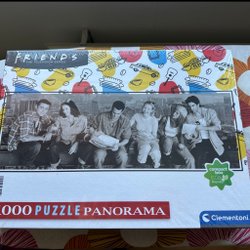 FRIENDS
1000 PUZZLE PANORAMA
Clementoni